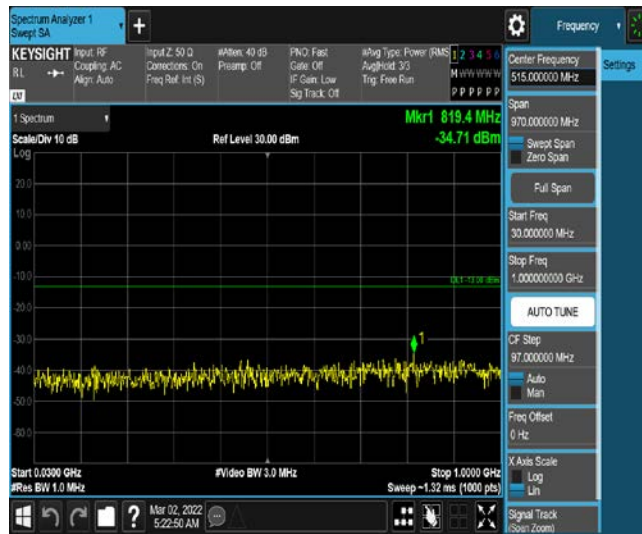 Spectrum Analyzer 1
Swept SA
Frequency
KEYSIGHT
Input: RF
Coupling: AC
Align: Auto
Input Z: 50 Ω
Corrections: On
Freq Ref: Int (S)
#Atten: 40 dB
Preamp: Off
PNO: Fast
Gate: Off
IF Gain: Low
Sig Track: Off
#Avg Type: Power (RMS
Avg|Hold: 3/3
Trig: Free Run
1 2 3 4 5 6
M W W W W W
P P P P P P
RL
LXI
Center Frequency
515.000000 MHz
Settings
Span
970.000000 MHz
Swept Span
Zero Span
Full Span
Start Freq
30.000000 MHz
Stop Freq
1.000000000 GHz
AUTO TUNE
CF Step
97.000000 MHz
Auto
Man
Freq Offset
0 Hz
X Axis Scale
Log
Lin
Signal Track
(Span Zoom)
1 Spectrum
Mkr1 819.4 MHz
Scale/Div 10 dB
Ref Level 30.00 dBm
-34.71 dBm
Log
20.0
10.0
0.00
-10.0
DL1 -13.00 dBm
-20.0
-30.0
1
-40.0
-50.0
-60.0
Start 0.0300 GHz
#Video BW 3.0 MHz
Stop 1.0000 GHz
#Res BW 1.0 MHz
Sweep ~1.32 ms (1000 pts)
?
Mar 02, 2022
5:22:50 AM